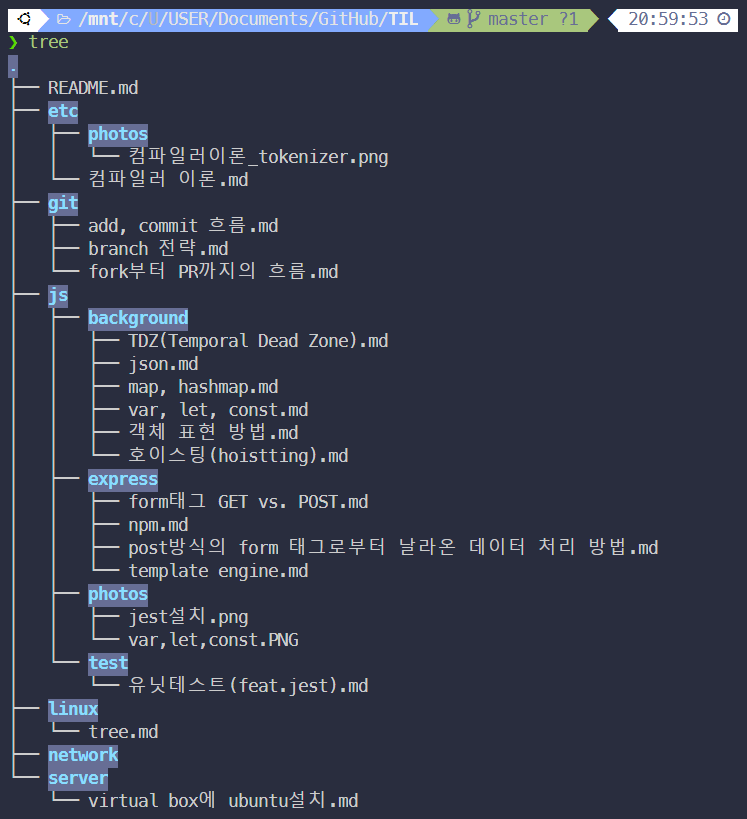 /mnt/c/U/USER/Documents/GitHub/TIL master ?1 20:59:53
❯ tree
.
├── README.md
├── etc
│   ├── photos
│   │   └── 컴파일러이론_tokenizer.png
│   └── 컴파일러 이론.md
├── git
│   ├── add, commit 흐름.md
│   ├── branch 전략.md
│   └── fork부터 PR까지의 흐름.md
├── js
│   ├── background
│   │   ├── TDZ(Temporal Dead Zone).md
│   │   ├── json.md
│   │   ├── map, hashmap.md
│   │   ├── var, let, const.md
│   │   ├── 객체 표현 방법.md
│   │   └── 호이스팅(hoistting).md
│   ├── express
│   │   ├── form태그 GET vs. POST.md
│   │   ├── npm.md
│   │   ├── post방식의 form 태그로부터 날라온 데이터 처리 방법.md
│   │   └── template engine.md
│   ├── photos
│   │   ├── jest설치.png
│   │   └── var,let,const.PNG
│   └── test
│       └── 유닛테스트(feat.jest).md
├── linux
│   └── tree.md
├── network
└── server
    └── virtual box에 ubuntu설치.md